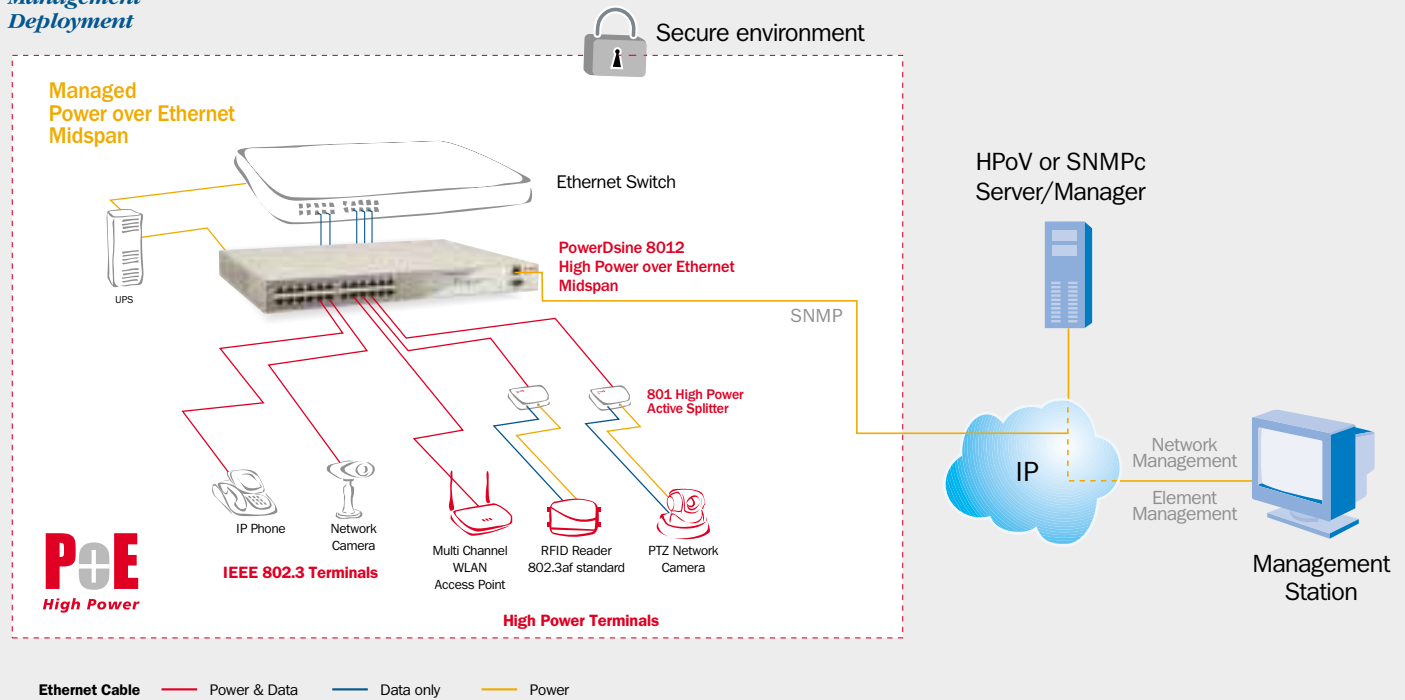 Management
Deployment
Secure environment
Managed
Power over Ethernet
Midspan
Ethernet Switch
UPS
PowerDsine 8012
High Power over Ethernet
Midspan
SNMP
HPoV or SNMPc
Server/Manager
801 High Power
Active Splitter
IP
Network
Management
Element
Management
Management
Station
IP Phone
Network
Camera
IEEE 802.3 Terminals
Multi Channel
WLAN
Access Point
RFID Reader
802.3af standard
PTZ Network
Camera
High Power Terminals
PoE
High Power
Ethernet Cable
Power & Data
Data only
Power